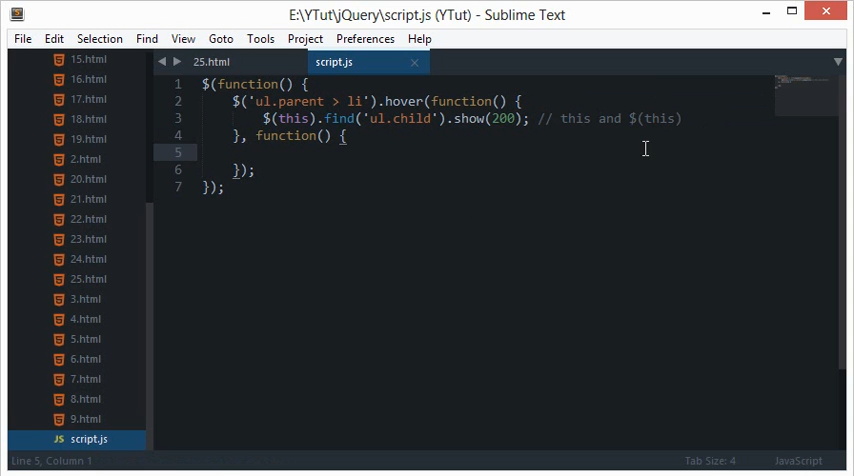 E:\YTut\jQuery\script.js (YTut) - Sublime Text
File Edit Selection Find View Goto Tools Project Preferences Help
15.html
16.html
17.html
18.html
19.html
2.html
20.html
21.html
22.html
23.html
24.html
25.html
3.html
4.html
5.html
6.html
7.html
8.html
9.html
JS script.js
25.html script.js
1 $(function() {
2 $('ul.parent > li').hover(function() {
3 $(this).find('ul.child').show(200); // this and $(this)
4 }, function() {
5
6 });
7 });
Line 5, Column 1 Tab Size: 4 JavaScript